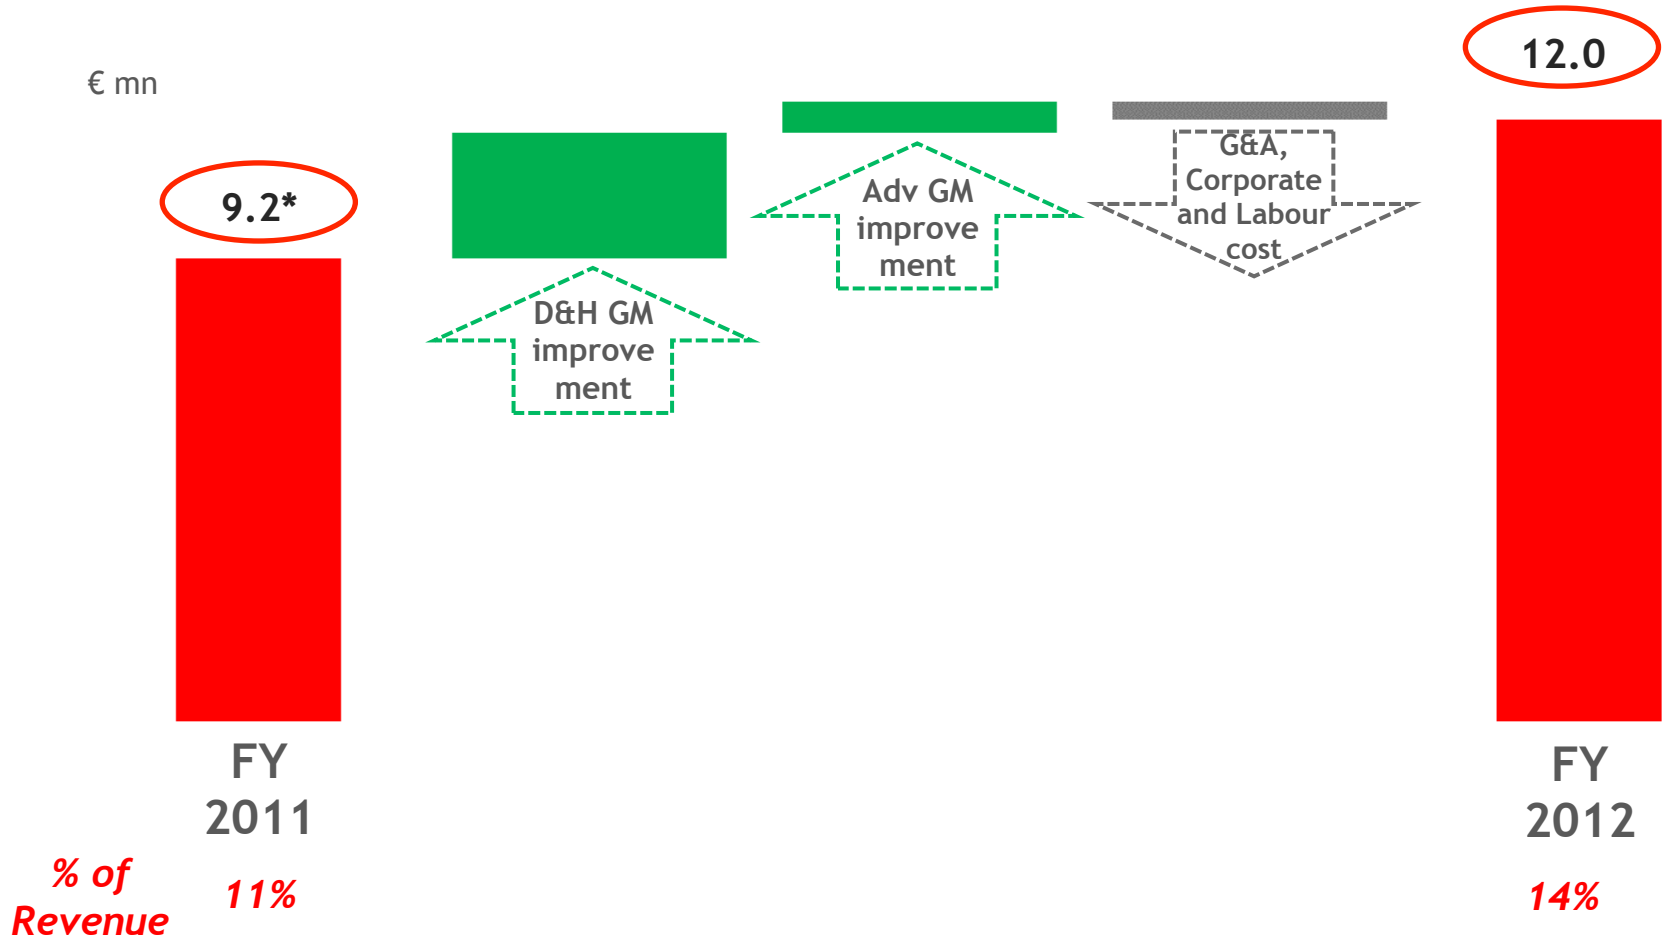 € mn
9.2*
D&H GM
improve
ment
Adv GM
improve
ment
G&A,
Corporate
and Labour
cost
12.0
FY
2011
FY
2012
% of
Revenue
11%
14%